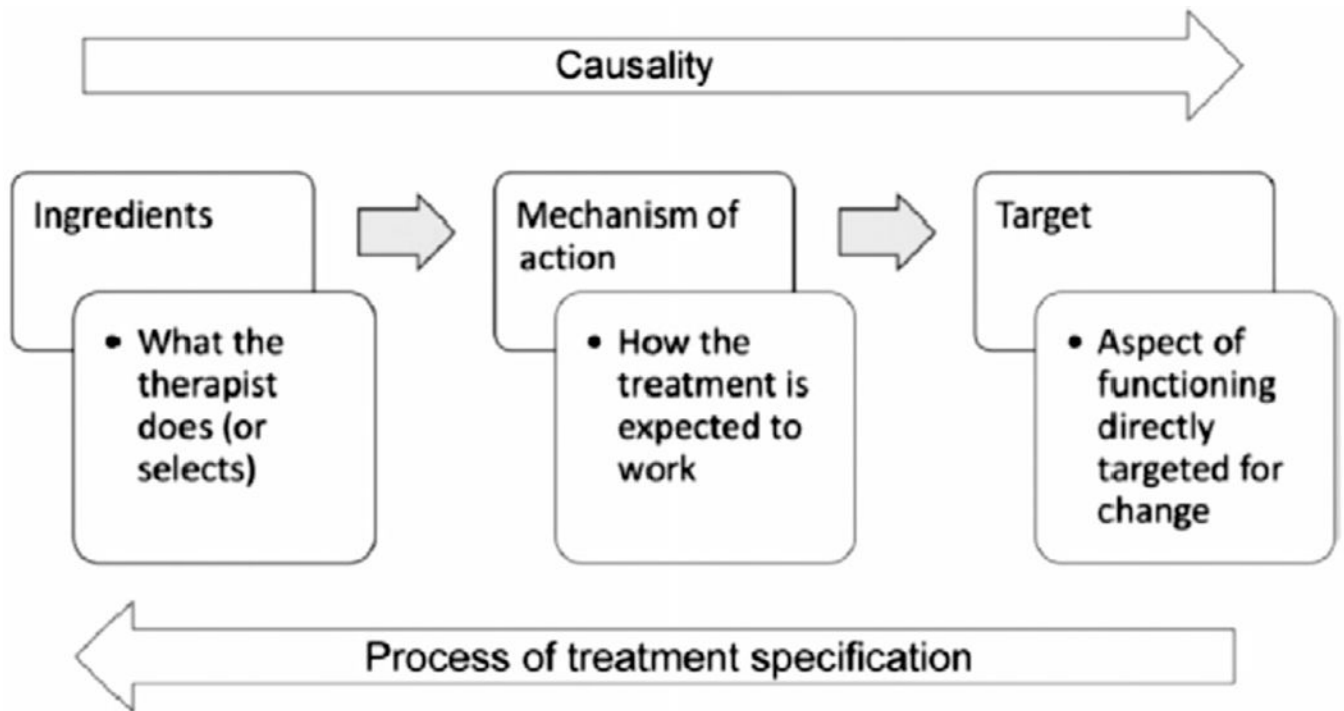 Causality
Ingredients
• What the
therapist
does (or
selects)
Mechanism of
action
• How the
treatment is
expected to
work
Target
• Aspect of
functioning
directly
targeted for
change
Process of treatment specification